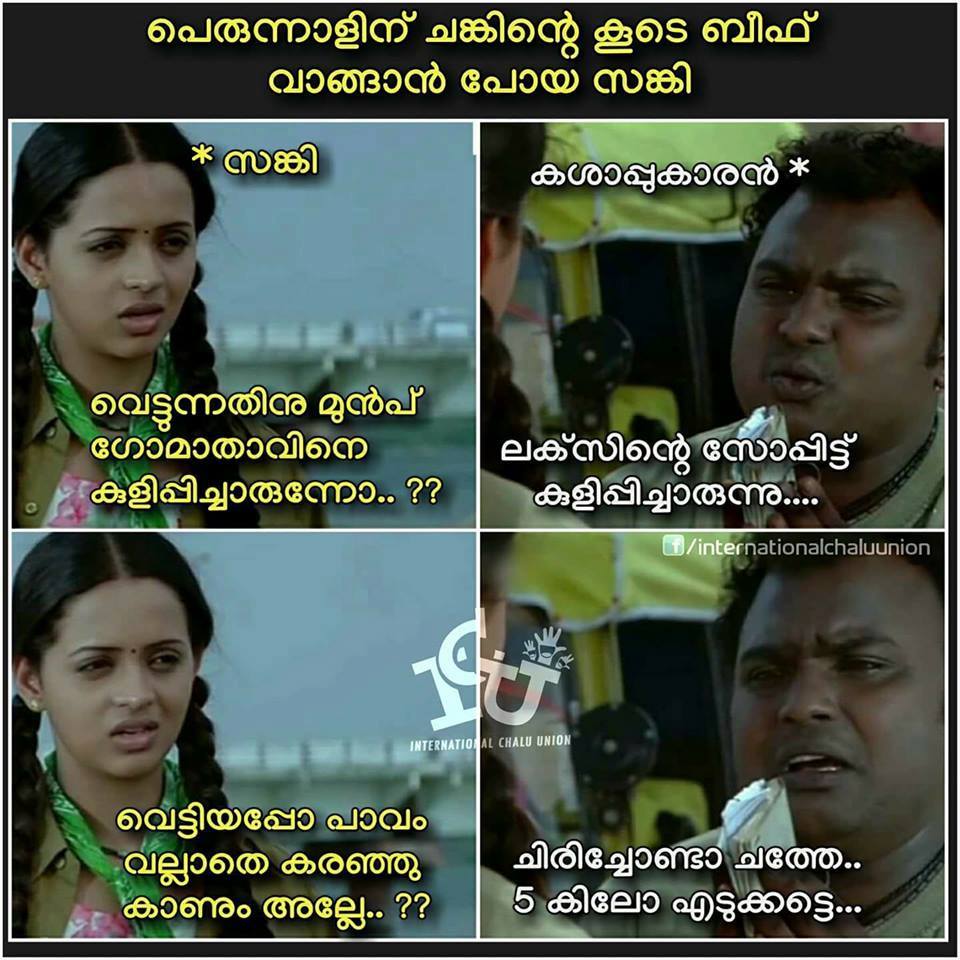 പെരുന്നാളിന് ചങ്കിന്റെ കൂടെ ബീഫ്
വാങ്ങാൻ പോയ സങ്കി
* സങ്കി
വെട്ടുന്നതിനു മുൻപ്
ഗോമാതാവിനെ
കുളിപ്പിച്ചാരുന്നോ.. ??
കശാപ്പുകാരൻ *
ലക്സിന്റെ സോപ്പിട്ട്
കുളിപ്പിച്ചാരുന്നു....
f/internationalchaluunion
ICU
INTERNATIONAL CHALU UNION
വെട്ടിയപ്പോ പാവം
വല്ലാതെ കരഞ്ഞു
കാണും അല്ലേ.. ??
ചിരിച്ചോണ്ടാ ചത്തേ..
5 കിലോ എടുക്കട്ടെ...